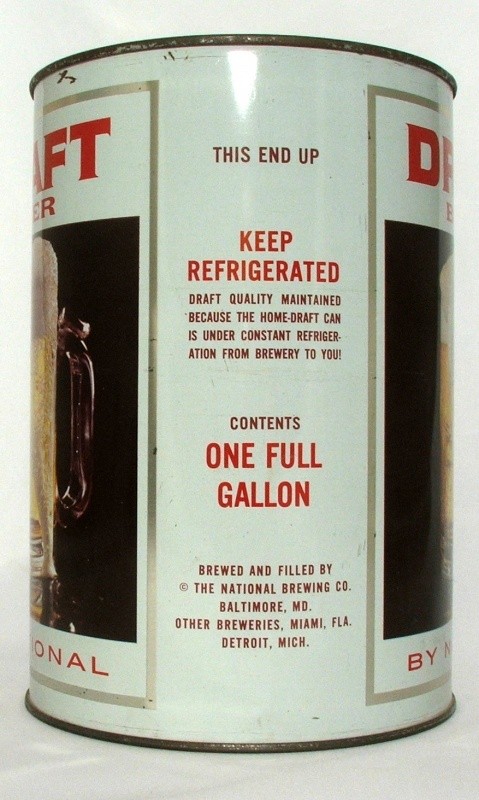 AFT
ER
ONAL
THIS END UP
KEEP
REFRIGERATED
DRAFT QUALITY MAINTAINED
BECAUSE THE HOME-DRAFT CAN
IS UNDER CONSTANT REFRIGER-
ATION FROM BREWERY TO YOU!
CONTENTS
ONE FULL
GALLON
BREWED AND FILLED BY
© THE NATIONAL BREWING CO.
BALTIMORE, MD.
OTHER BREWERIES, MIAMI, FLA.
DETROIT, MICH.
D
B
BY N